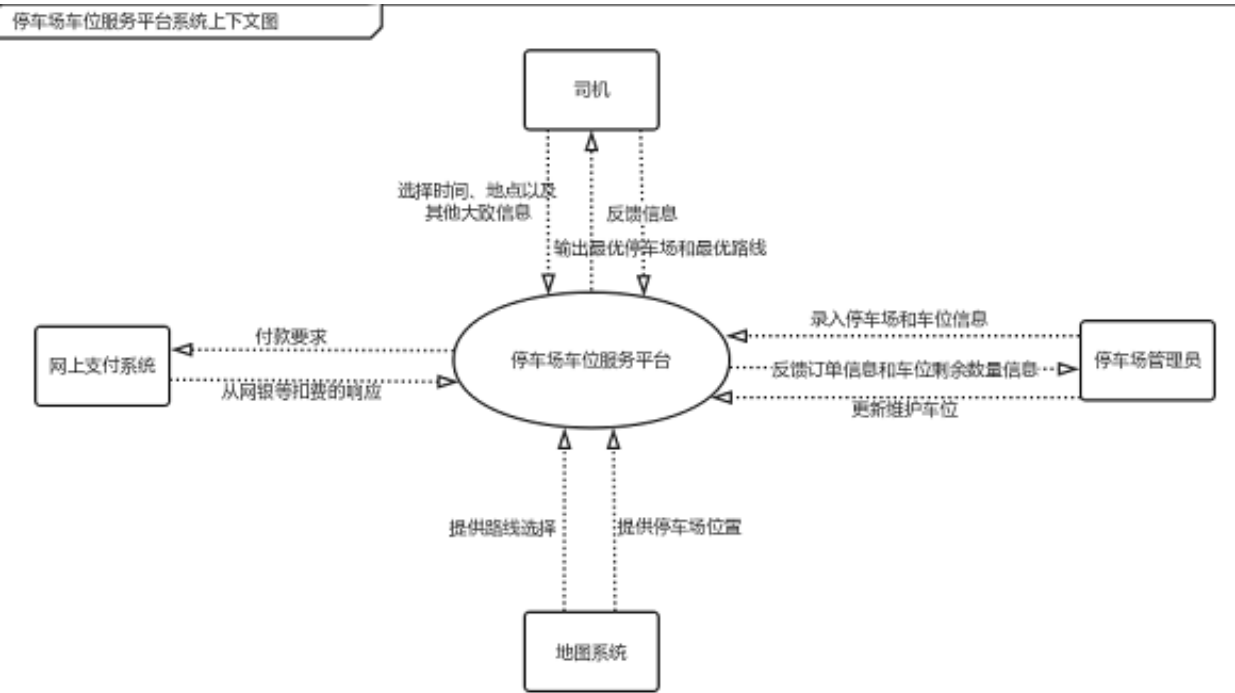 停车场车位服务平台系统上下文图
司机
选择时间、地点以及
其他大致信息
反馈信息
输出最优停车场和最优路线
录入停车场和车位信息
付款要求
网上支付系统
停车场车位服务平台
反馈订单信息和车位剩余数量信息
停车场管理员
从网银等扣费的响应
更新维护车位
提供路线选择
提供停车场位置
地图系统